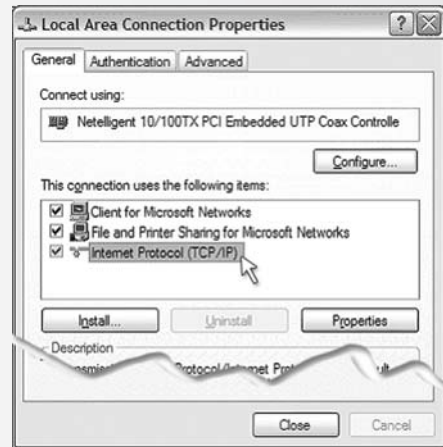 Local Area Connection Properties
General Authentication Advanced
Connect using:
Netelligent 10/100TX PCI Embedded UTP Coax Controlle
Configure...
This connection uses the following items:
Client for Microsoft Networks
File and Printer Sharing for Microsoft Networks
Internet Protocol (TCP/IP)
Install... Uninstall Properties
Description
Protocol/Internet
Close Cancel